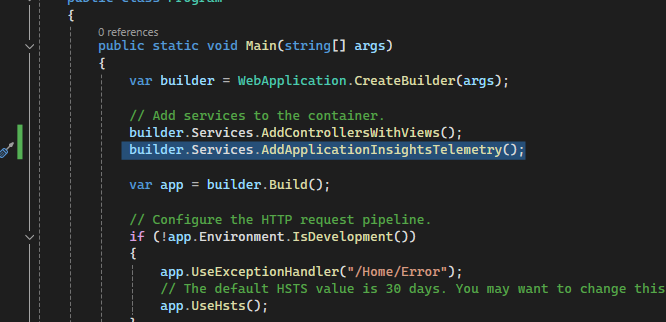 public class Program
{
0 references
public static void Main(string[] args)
{
var builder = WebApplication.CreateBuilder(args);
// Add services to the container.
builder.Services.AddControllersWithViews();
builder.Services.AddApplicationInsightsTelemetry();
var app = builder.Build();
// Configure the HTTP request pipeline.
if (!app.Environment.IsDevelopment())
{
app.UseExceptionHandler("/Home/Error");
// The default HSTS value is 30 days. You may want to change this
app.UseHsts();
}